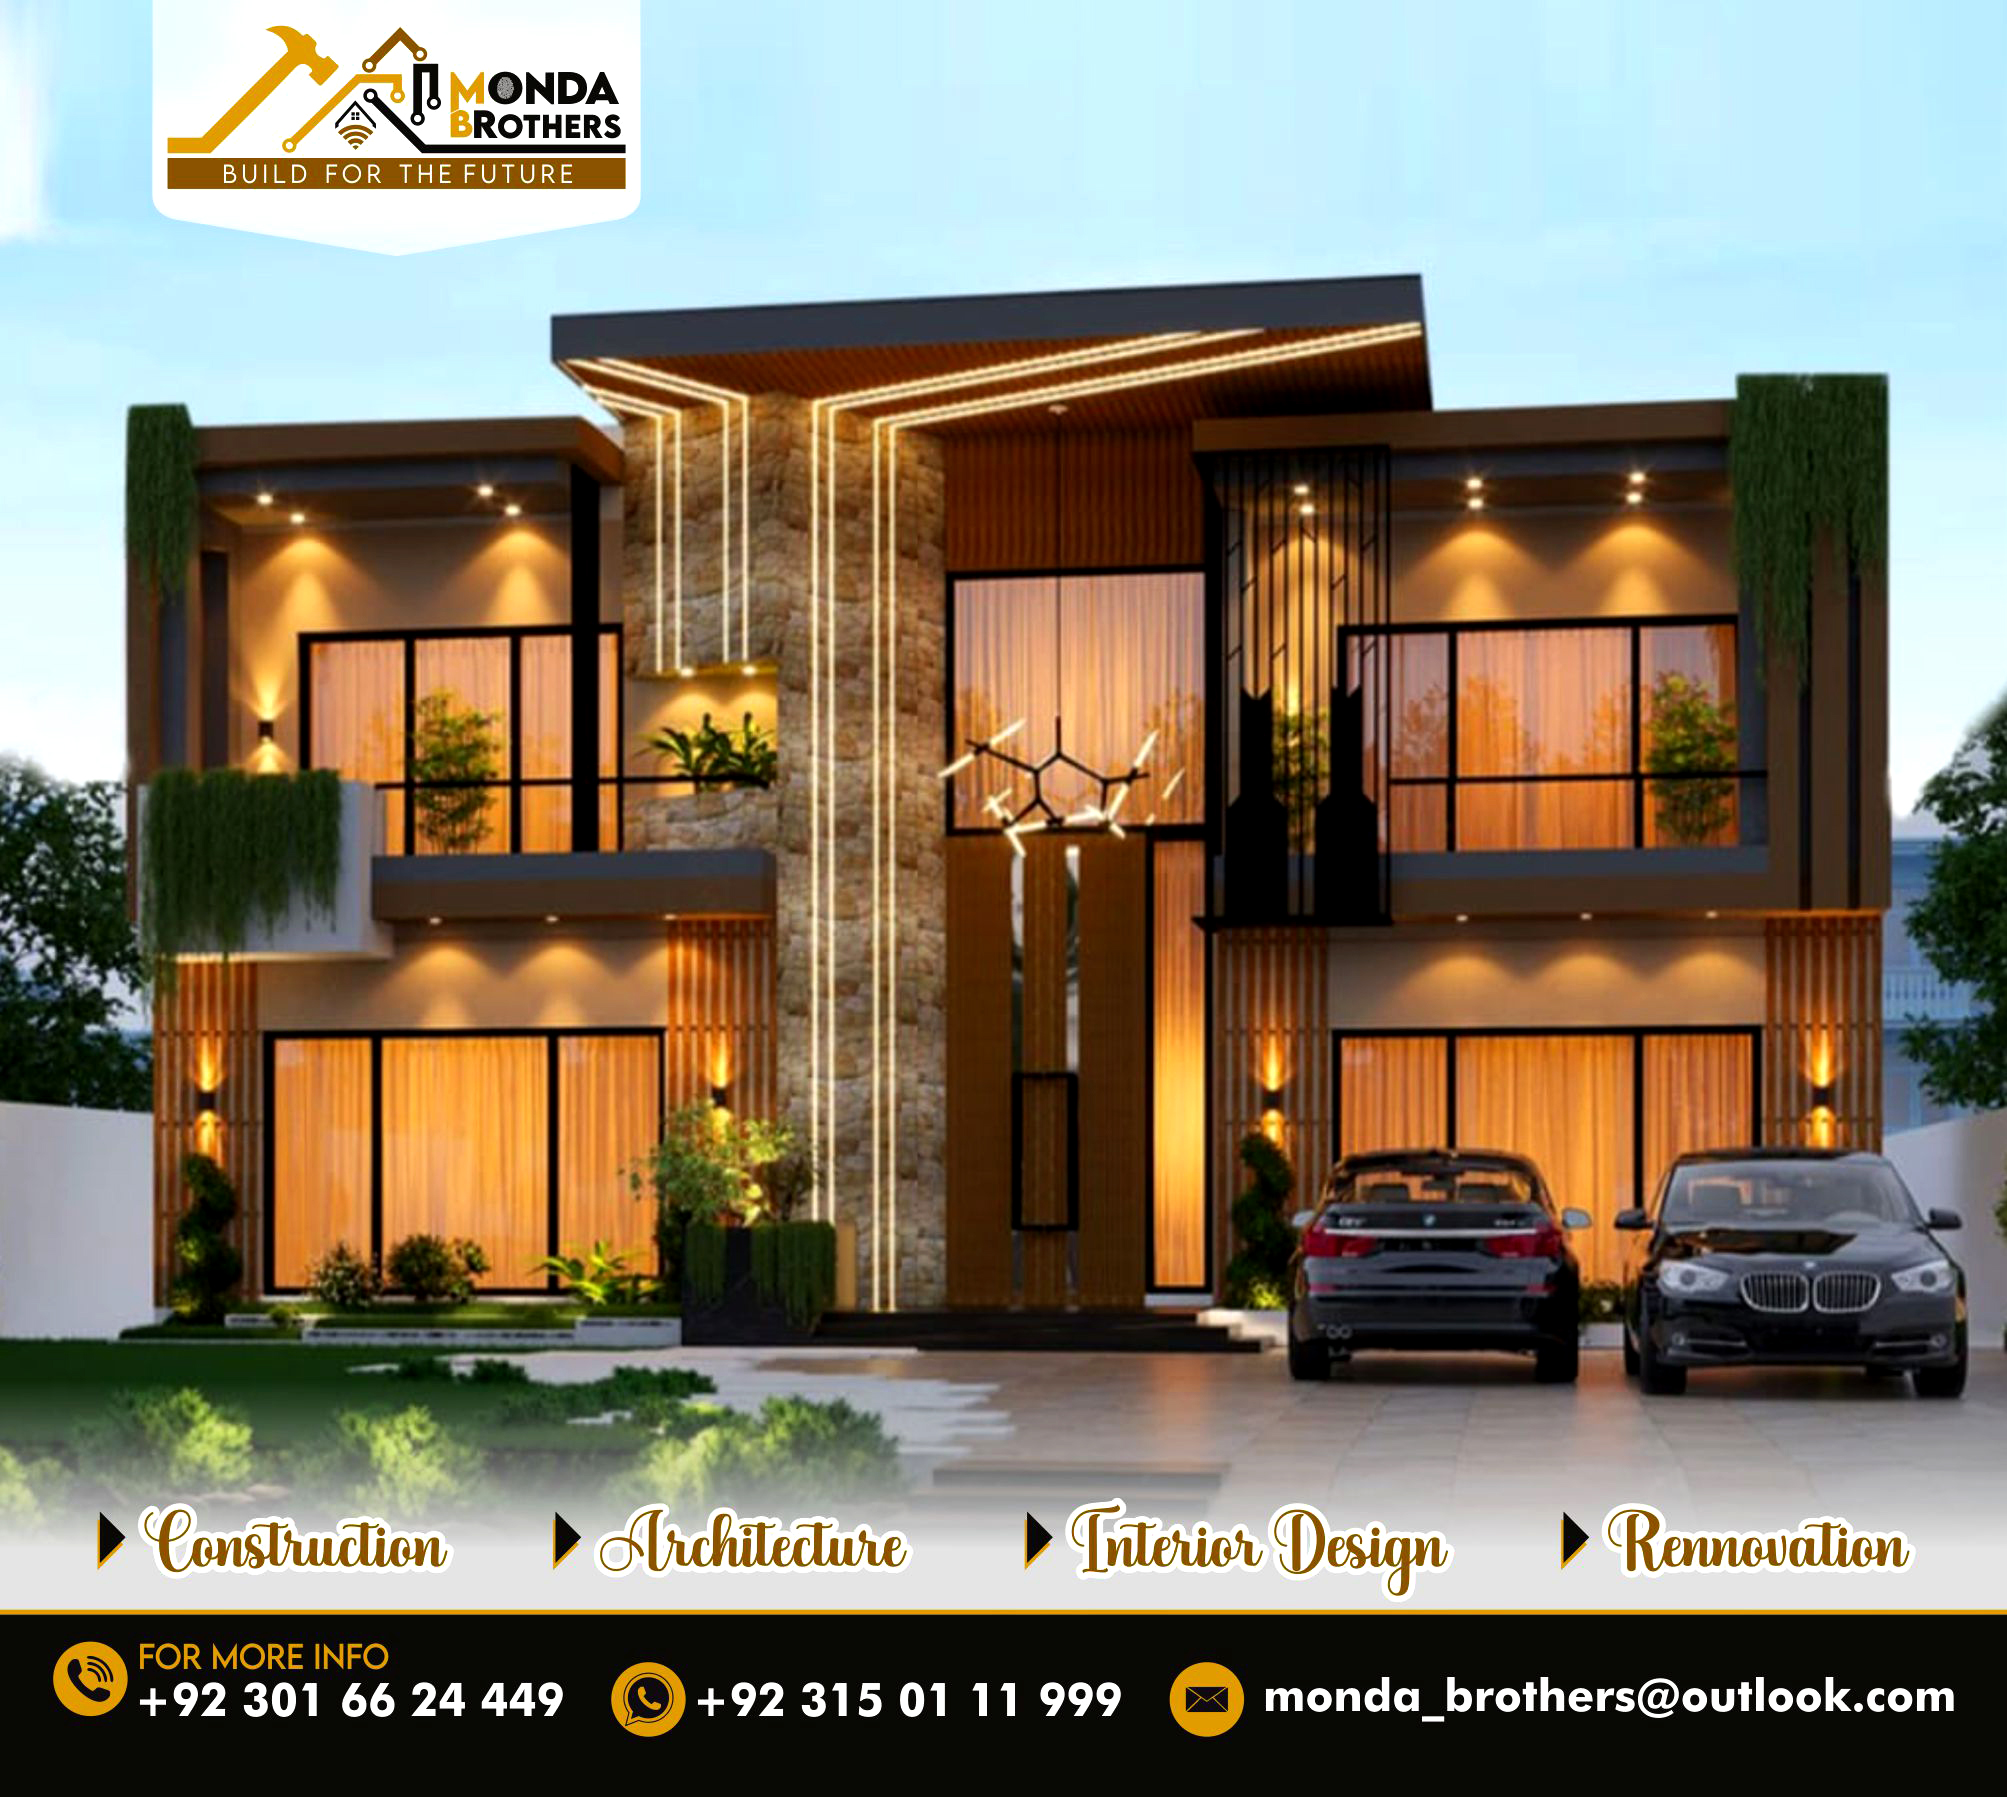 MONDA
BROTHERS
BUILD FOR THE FUTURE
Construction
Architecture
Interior Design
Rennovation
FOR MORE INFO
+92 301 66 24 449
+92 315 01 11 999
monda_brothers@outlook.com